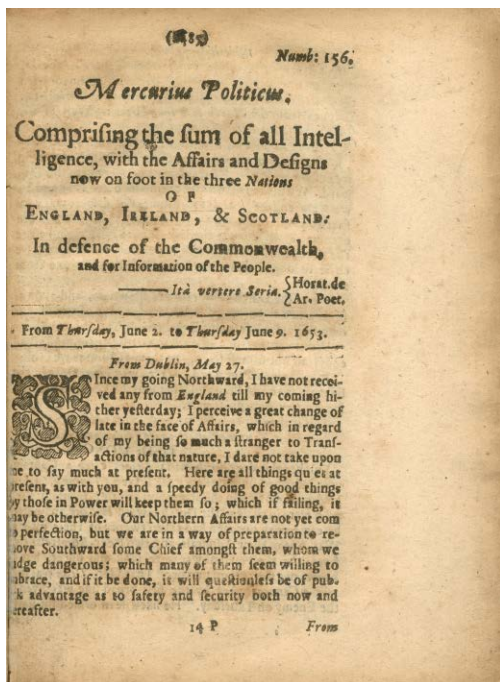 Numb: 156.
Mercurius Politicus.
Compriſing the ſum of all Intel-
ligence, with the Affairs and Deſigns
now on foot in the three Nations
OF
ENGLAND, IRELAND, & SCOTLAND.
In defence of the Commonwealth,
and for Information of the People.
—— Ità vertere Seria. { Horat. de
Ar. Poet.
From Thurſday, June 2. to Thurſday June 9. 1653.
From Dublin, May 27.
SInce my going Northward, I have not recei-
ved any from England till my coming hi-
ther yeſterday; I perceive a great change of
late in the face of Affairs, which in regard
of my being ſo much a ſtranger to Tranſ-
actions of that nature, I dare not take upon
me to ſay much at preſent. Here are all things qu'et at
preſent, as with you, and a ſpeedy doing of good things
by thoſe in Power will keep them ſo; which if failing, it
may be otherwiſe. Our Northern Affairs are not yet com
o perfection, but we are in a way of preparation to re-
move Southward ſome Chief amongſt them, whom we
udge dangerous; which many of them ſeem willing to
mbrace, and if it be done, it will queſtionleſs be of pub-
k advantage as to ſafety and ſecurity both now and
ereafter.
14 P From